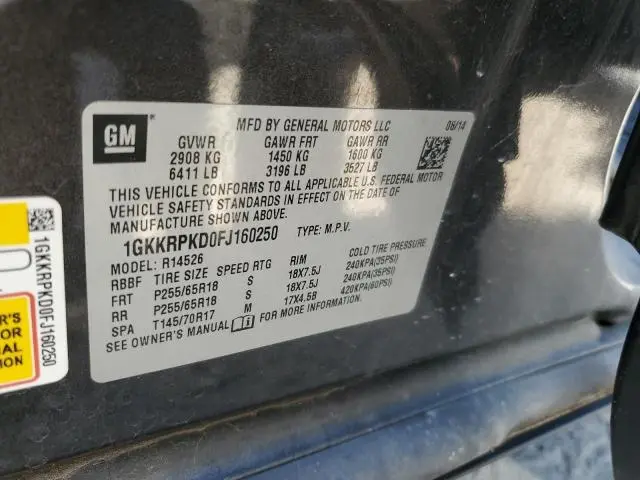 GM
MFD BY GENERAL MOTORS LLC 06/14
GVWR GAWR FRT GAWR RR
2908 KG 1450 KG 1600 KG
6411 LB 3196 LB 3527 LB
THIS VEHICLE CONFORMS TO ALL APPLICABLE U.S. FEDERAL MOTOR
VEHICLE SAFETY STANDARDS IN EFFECT ON THE DATE OF
MANUFACTURE SHOWN ABOVE.
1GKKRPKD0FJ160250 TYPE: M.P.V.
MODEL: R14526
RBBF TIRE SIZE SPEED RTG RIM COLD TIRE PRESSURE
FRT P255/65R18 S 18X7.5J 240KPA(35PSI)
RR P255/65R18 S 18X7.5J 240KPA(35PSI)
SPA T145/70R17 M 17X4.5B 420KPA(60PSI)
SEE OWNER'S MANUAL FOR MORE INFORMATION
1GKKRPKD0FJ160250